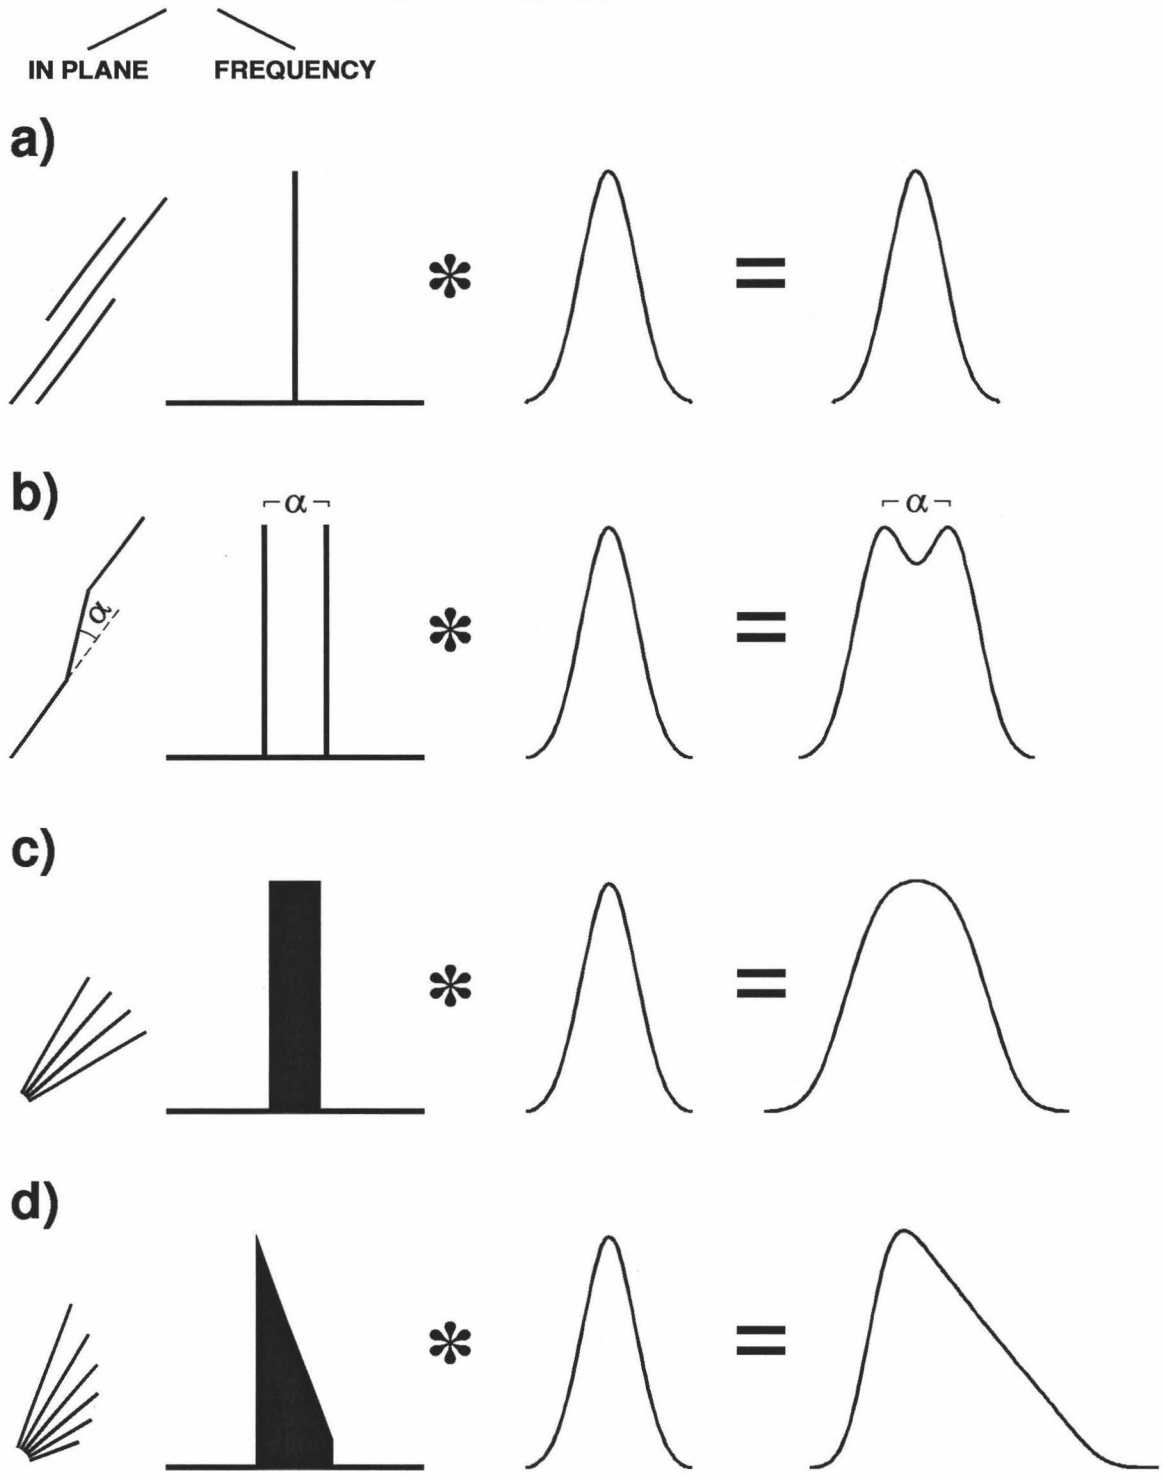 IN PLANE FREQUENCY
a)
* =
b)
α α
α
* =
c)
* =
d)
* =